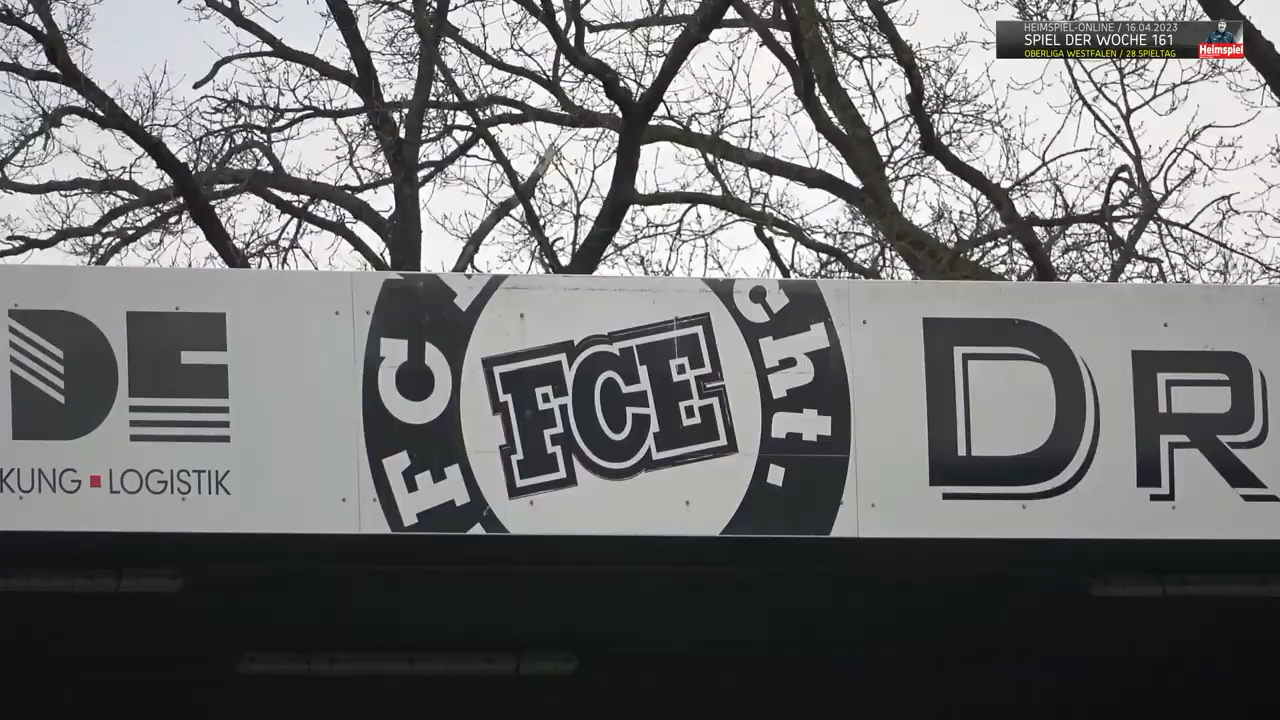 HEIMSPIEL-ONLINE / 16.04.2023
SPIEL DER WOCHE 161
OBERLIGA WESTFALEN / 28.SPIELTAG
Heimspiel
DE
KUNG ▪ LOGISTIK
FC
FCE
cht.
DR